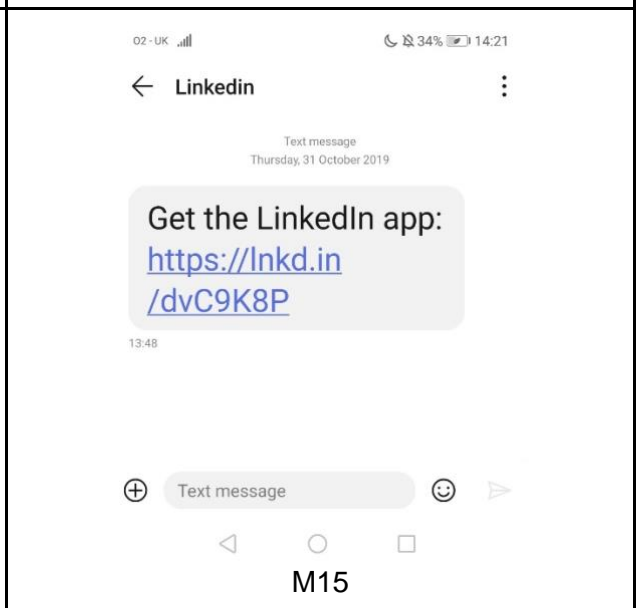 O2-UK 34% 14:21
Linkedin
Text message
Thursday, 31 October 2019
Get the LinkedIn app:
https://lnkd.in
/dvC9K8P
13:48
Text message
M15